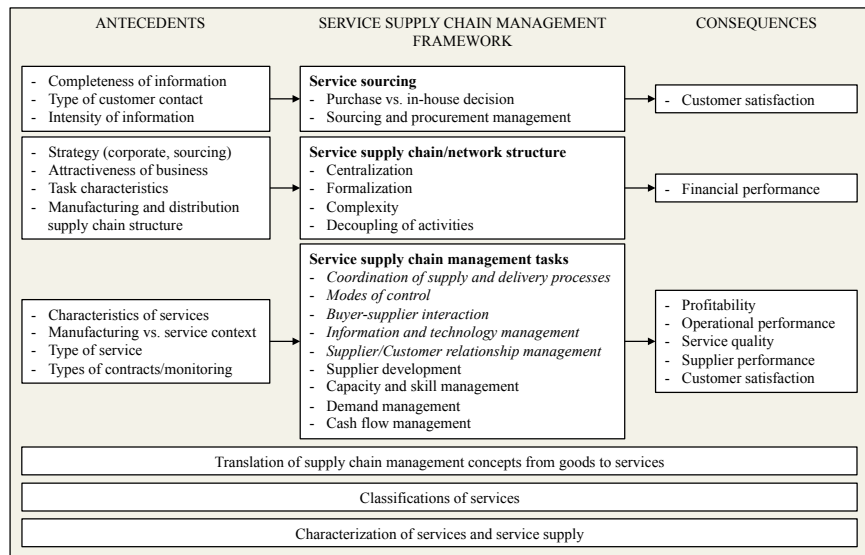 ANTECEDENTS
SERVICE SUPPLY CHAIN MANAGEMENT
FRAMEWORK
CONSEQUENCES
- Completeness of information
- Type of customer contact
- Intensity of information
Service sourcing
- Purchase vs. in-house decision
- Sourcing and procurement management
- Customer satisfaction
- Strategy (corporate, sourcing)
- Attractiveness of business
- Task characteristics
- Manufacturing and distribution
supply chain structure
Service supply chain/network structure
- Centralization
- Formalization
- Complexity
- Decoupling of activities
- Financial performance
- Characteristics of services
- Manufacturing vs. service context
- Type of service
- Types of contracts/monitoring
Service supply chain management tasks
- Coordination of supply and delivery processes
- Modes of control
- Buyer-supplier interaction
- Information and technology management
- Supplier/Customer relationship management
- Supplier development
- Capacity and skill management
- Demand management
- Cash flow management
- Profitability
- Operational performance
- Service quality
- Supplier performance
- Customer satisfaction
Translation of supply chain management concepts from goods to services
Classifications of services
Characterization of services and service supply